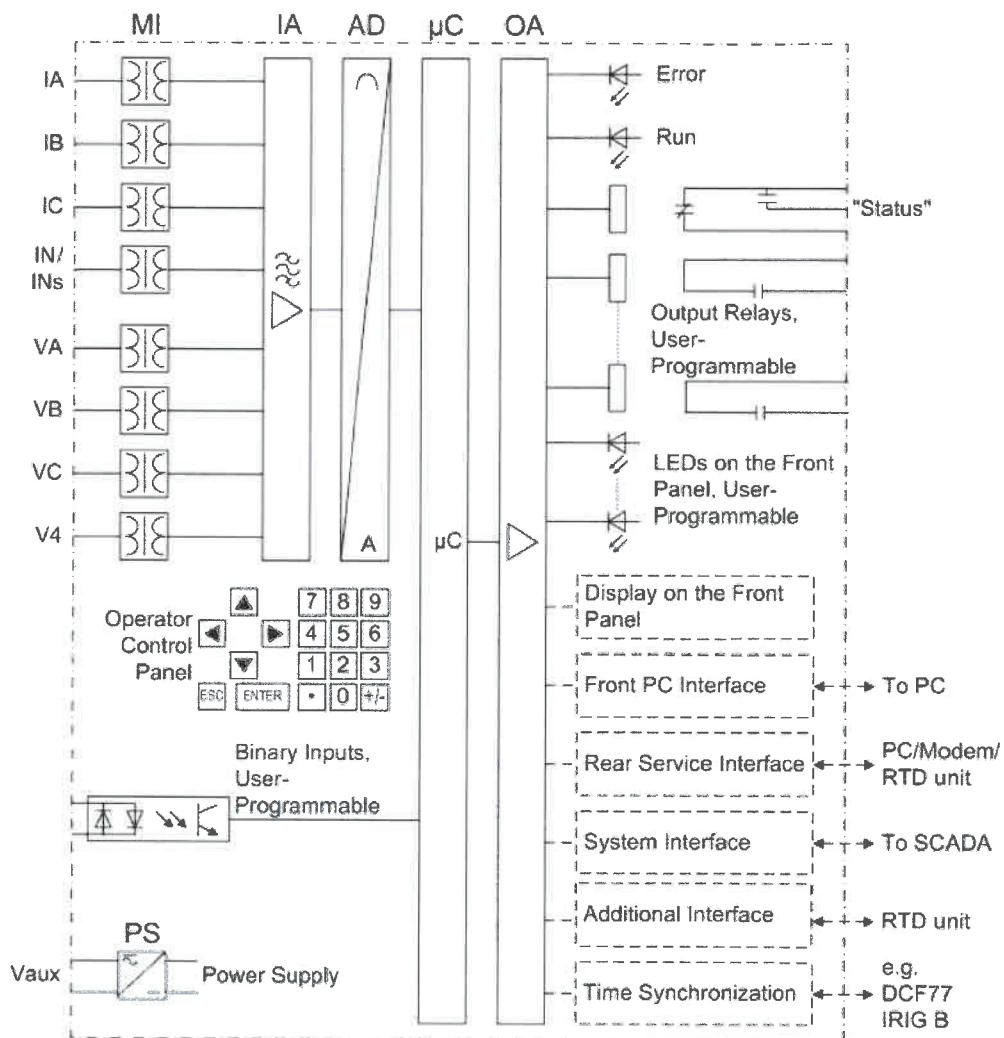 MI IA AD µC OA
IA
IB
IC
IN/
INs
VA
VB
VC
V4
A
µC
Error
Run
"Status"
Output Relays,
User-
Programmable
LEDs on the Front
Panel, User-
Programmable
Operator
Control
Panel
7 8 9
4 5 6
1 2 3
ESC ENTER • 0 +/-
Display on the Front
Panel
Front PC Interface
To PC
Rear Service Interface
PC/Modem/
RTD unit
System Interface
To SCADA
Additional Interface
RTD unit
Time Synchronization
e.g.
DCF77
IRIG B
Binary Inputs,
User-
Programmable
PS
Vaux
Power Supply